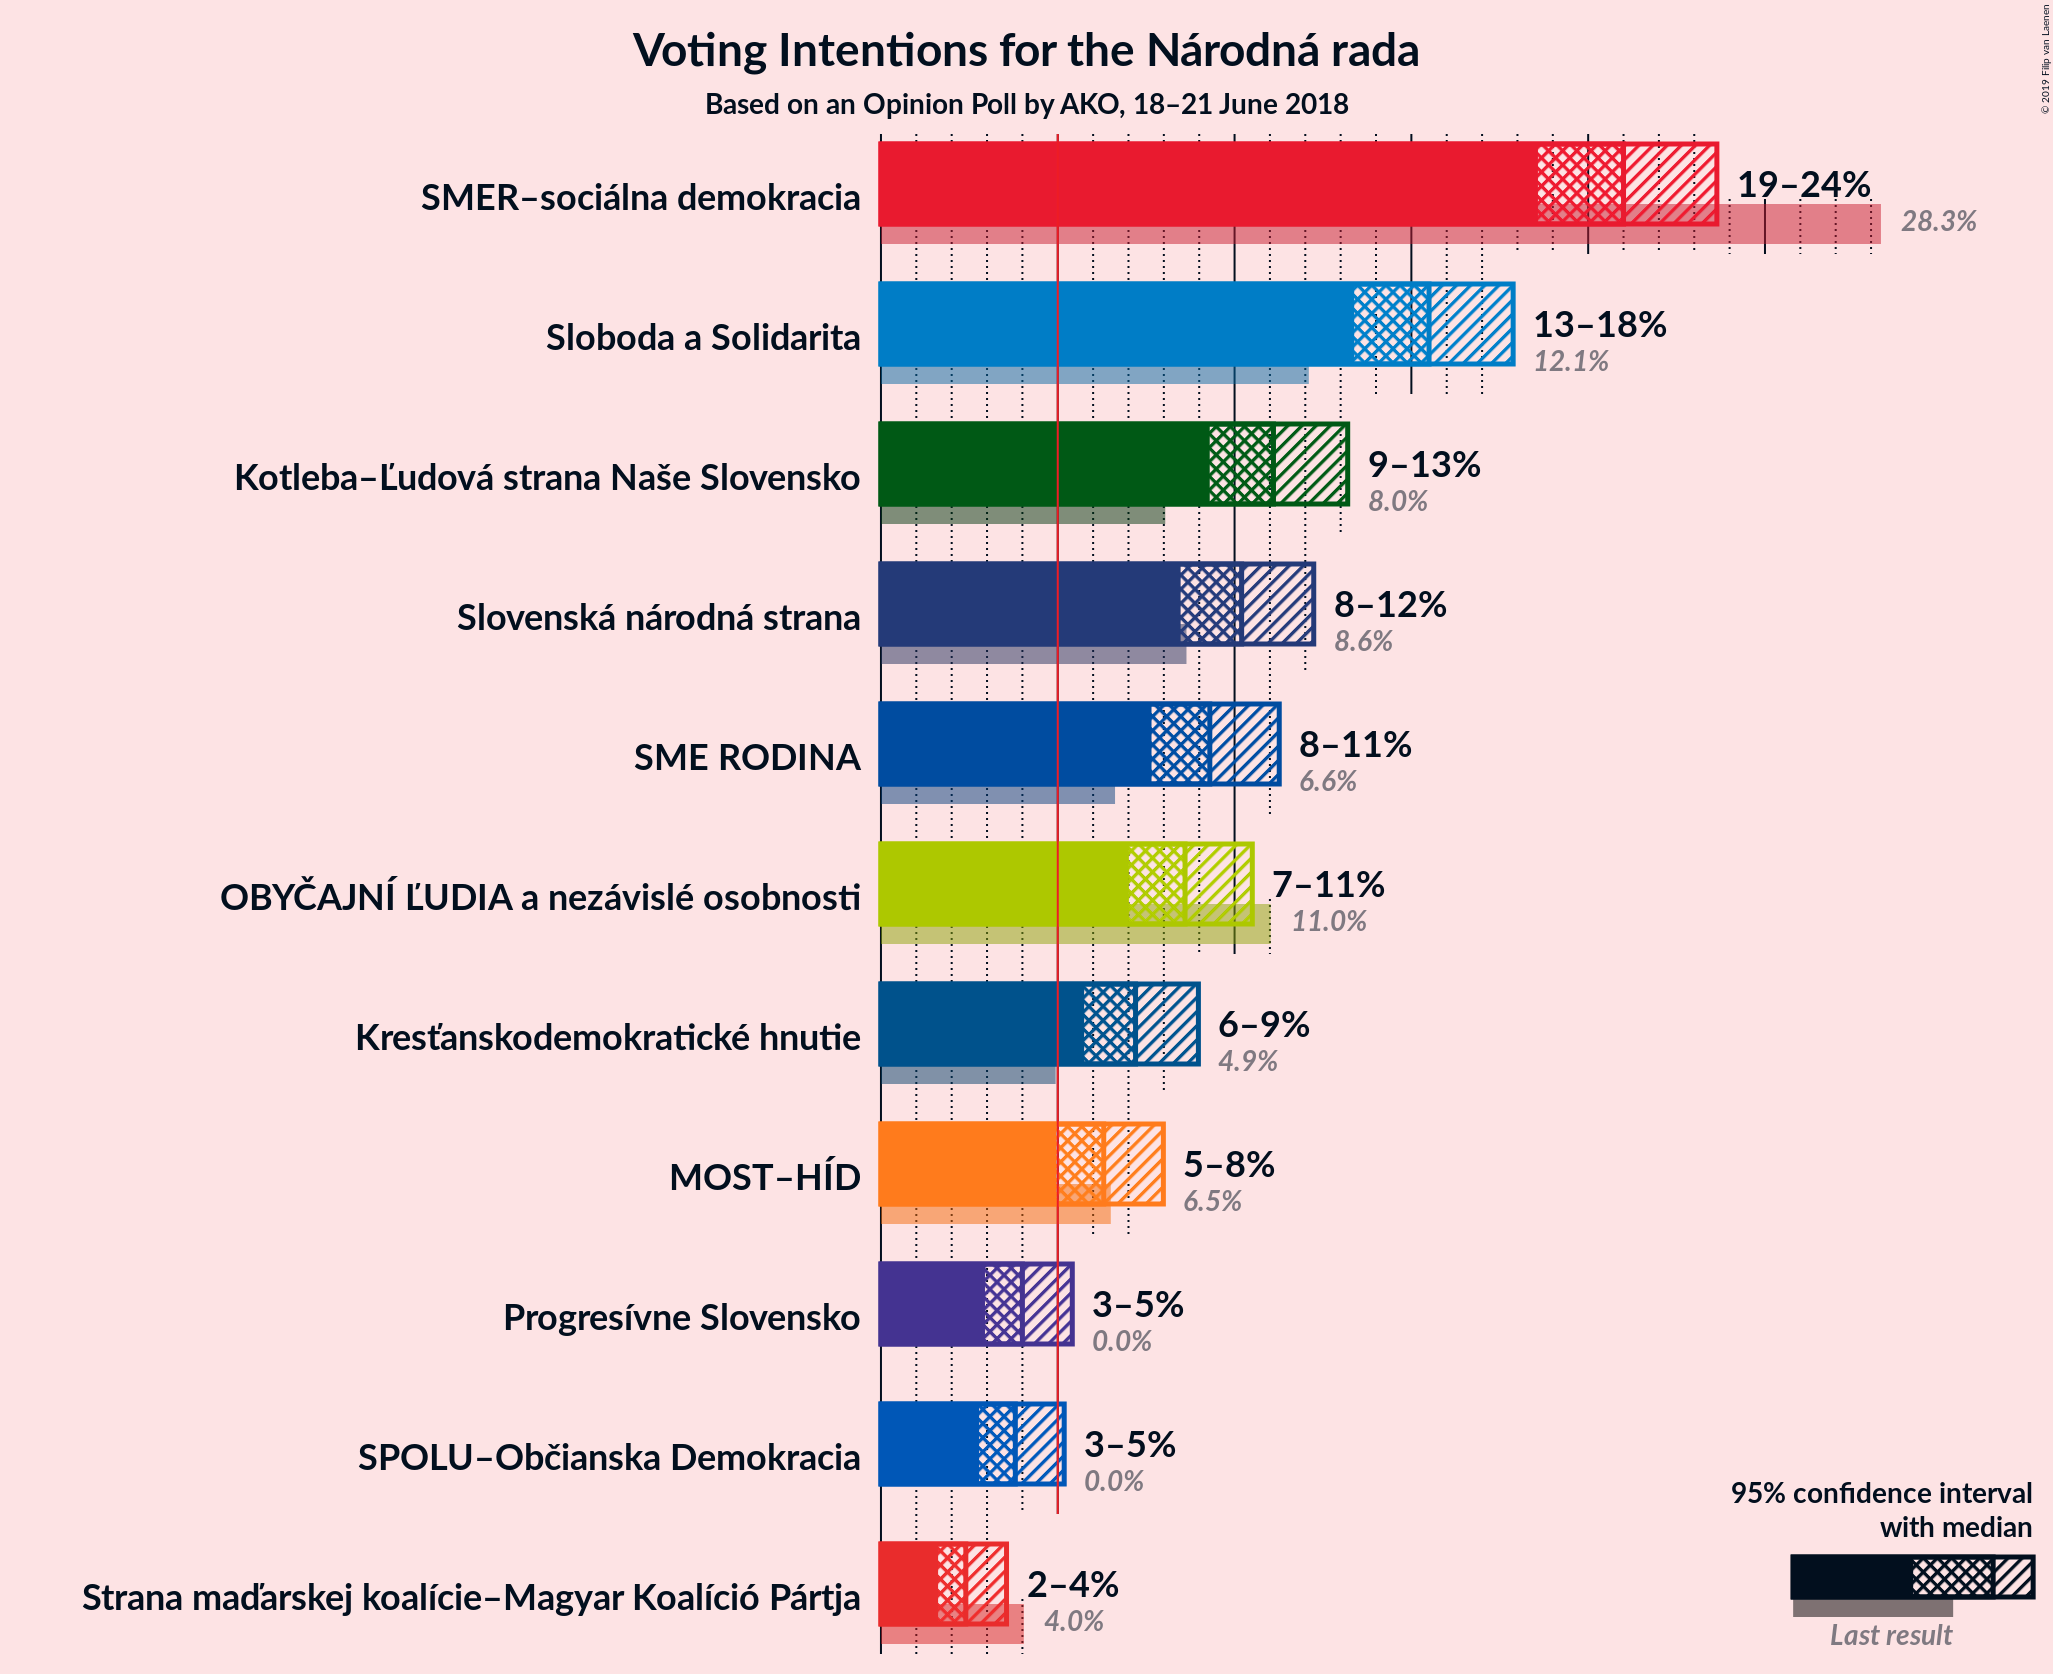 Voting Intentions for the Národná rada
Based on an Opinion Poll by AKO, 18–21 June 2018
© 2019 Filip van Laenen
SMER–sociálna demokracia
19–24%
28.3%
Sloboda a Solidarita
13–18%
12.1%
Kotleba–Ľudová strana Naše Slovensko
9–13%
8.0%
Slovenská národná strana
8–12%
8.6%
SME RODINA
8–11%
6.6%
OBYČAJNÍ ĽUDIA a nezávislé osobnosti
7–11%
11.0%
Kresťanskodemokratické hnutie
6–9%
4.9%
MOST–HÍD
5–8%
6.5%
Progresívne Slovensko
3–5%
0.0%
SPOLU–Občianska Demokracia
3–5%
0.0%
Strana maďarskej koalície–Magyar Koalíció Pártja
2–4%
4.0%
95% confidence interval
with median
Last result